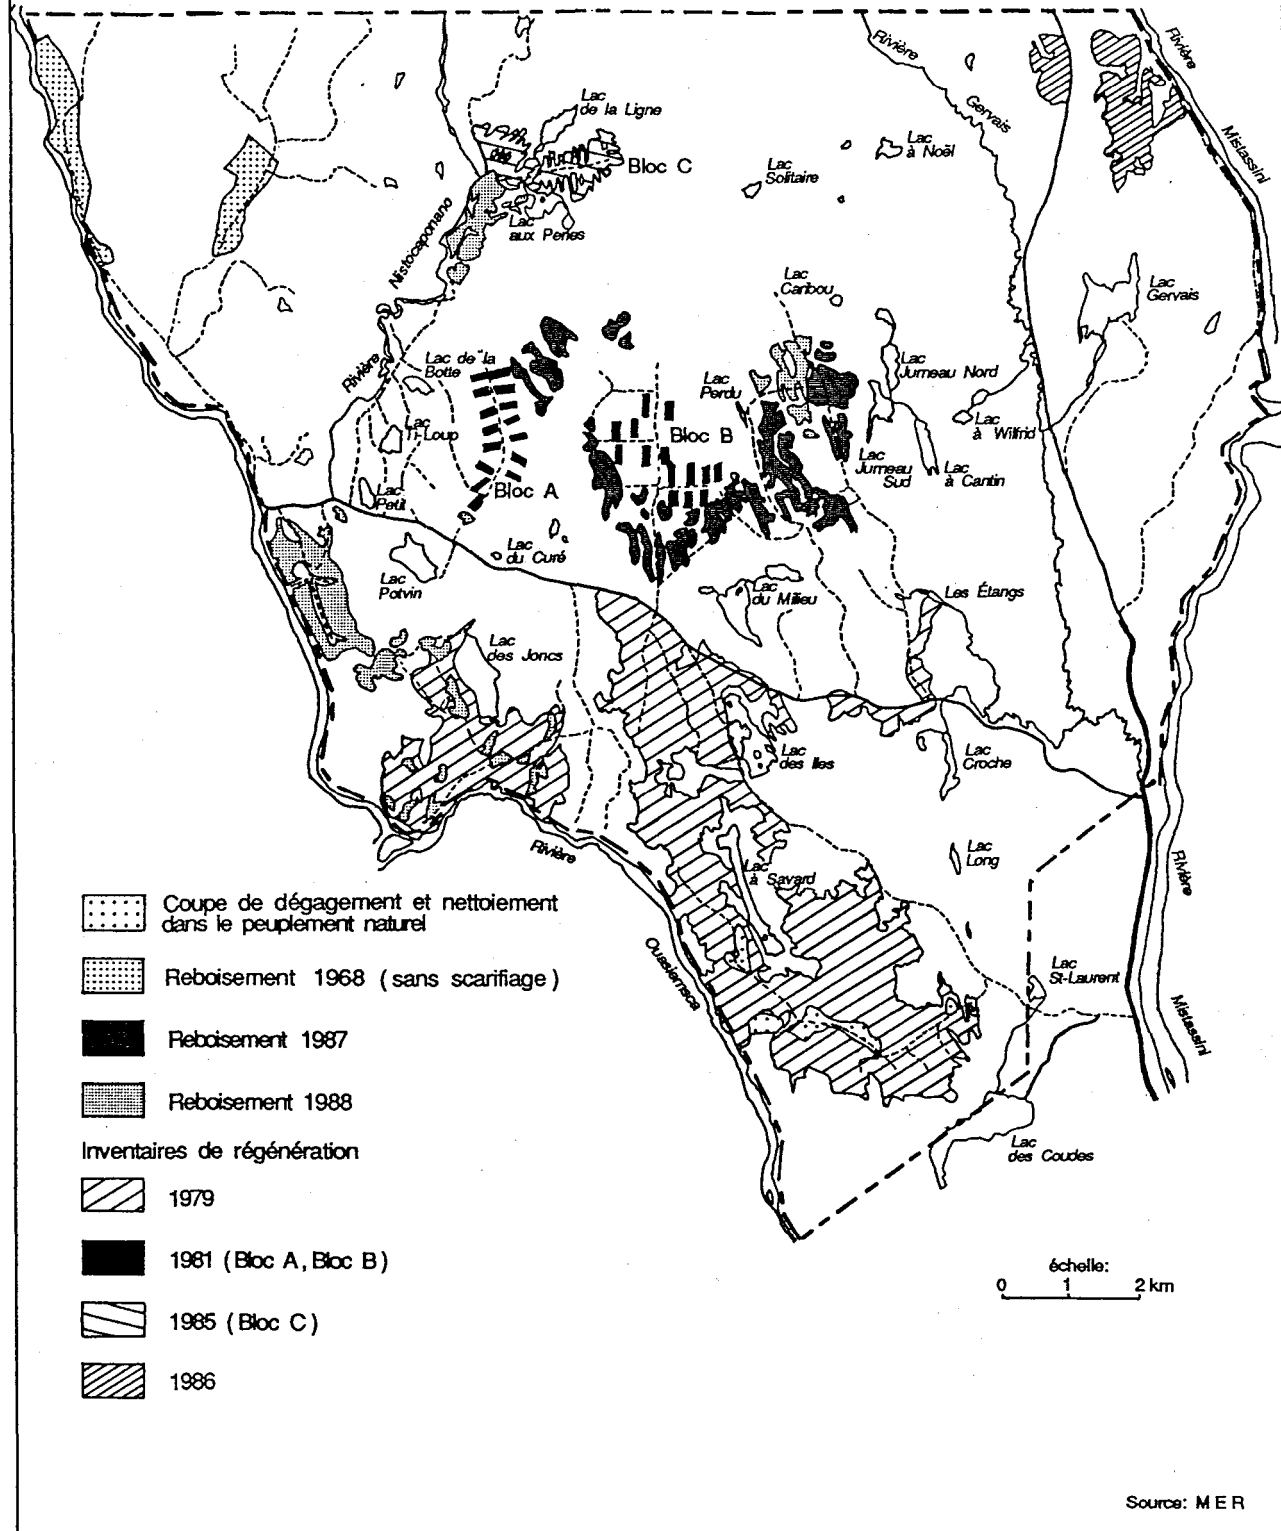 Rivière
Gervais
Rivière
Mistassini
Lac
de la Ligne
Bloc C
Lac
aux Perles
Nistocaponano
Rivière
Lac
Solitaire
Lac
à Noël
Lac
Caribou
Lac
Gervais
Lac de la
Botte
Lac
Ti-Loup
Lac
Petit
Bloc A
Lac
Perdu
Bloc B
Lac
Jumeau Nord
Lac
à Wilfrid
Lac
Jumeau
Sud
Lac
à Cantin
Lac
du Curé
Lac
Potvin
Lac
du Milieu
Les Étangs
Lac
des Joncs
Lac
des Iles
Lac
Croche
Lac
Long
Lac
à Savard
Rivière
Ouasiemsca
Lac
St-Laurent
Rivière
Mistassini
Lac
des Coudes
Coupe de dégagement et nettoiement
dans le peuplement naturel
Reboisement 1968 (sans scarifiage)
Reboisement 1987
Reboisement 1988
Inventaires de régénération
1979
1981 (Bloc A, Bloc B)
1985 (Bloc C)
1986
échelle:
0 1 2 km
Source: M E R